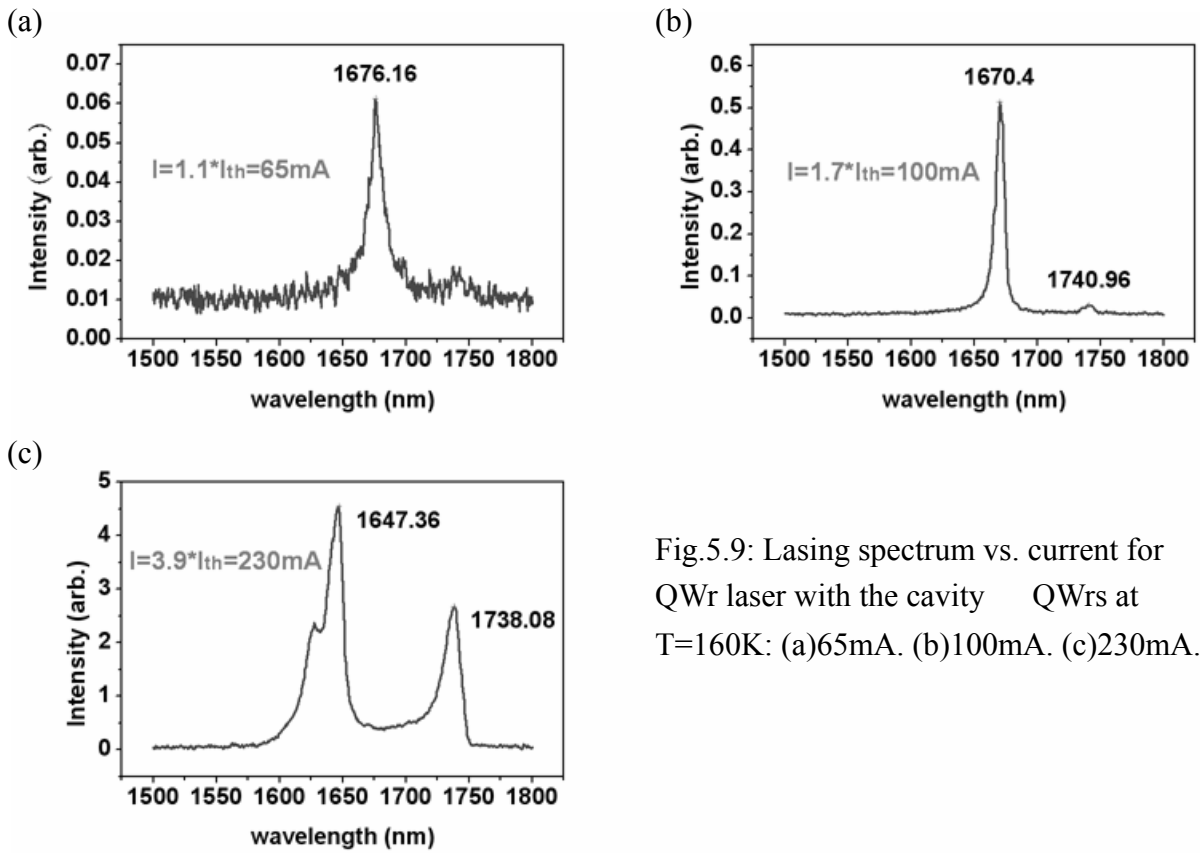 (a)
0.07
0.06
0.05
0.04
0.03
0.02
0.01
0.00
Intensity (arb.)
1676.16
I=1.1*Ith=65mA
1500 1550 1600 1650 1700 1750 1800
wavelength (nm)
(b)
0.6
0.5
0.4
0.3
0.2
0.1
0.0
Intensity (arb.)
1670.4
I=1.7*Ith=100mA
1740.96
1500 1550 1600 1650 1700 1750 1800
wavelength (nm)
(c)
5
4
3
2
1
0
Intensity (arb.)
1647.36
I=3.9*Ith=230mA
1738.08
1500 1550 1600 1650 1700 1750 1800
wavelength (nm)
Fig.5.9: Lasing spectrum vs. current for
QWr laser with the cavity QWrs at
T=160K: (a)65mA. (b)100mA. (c)230mA.